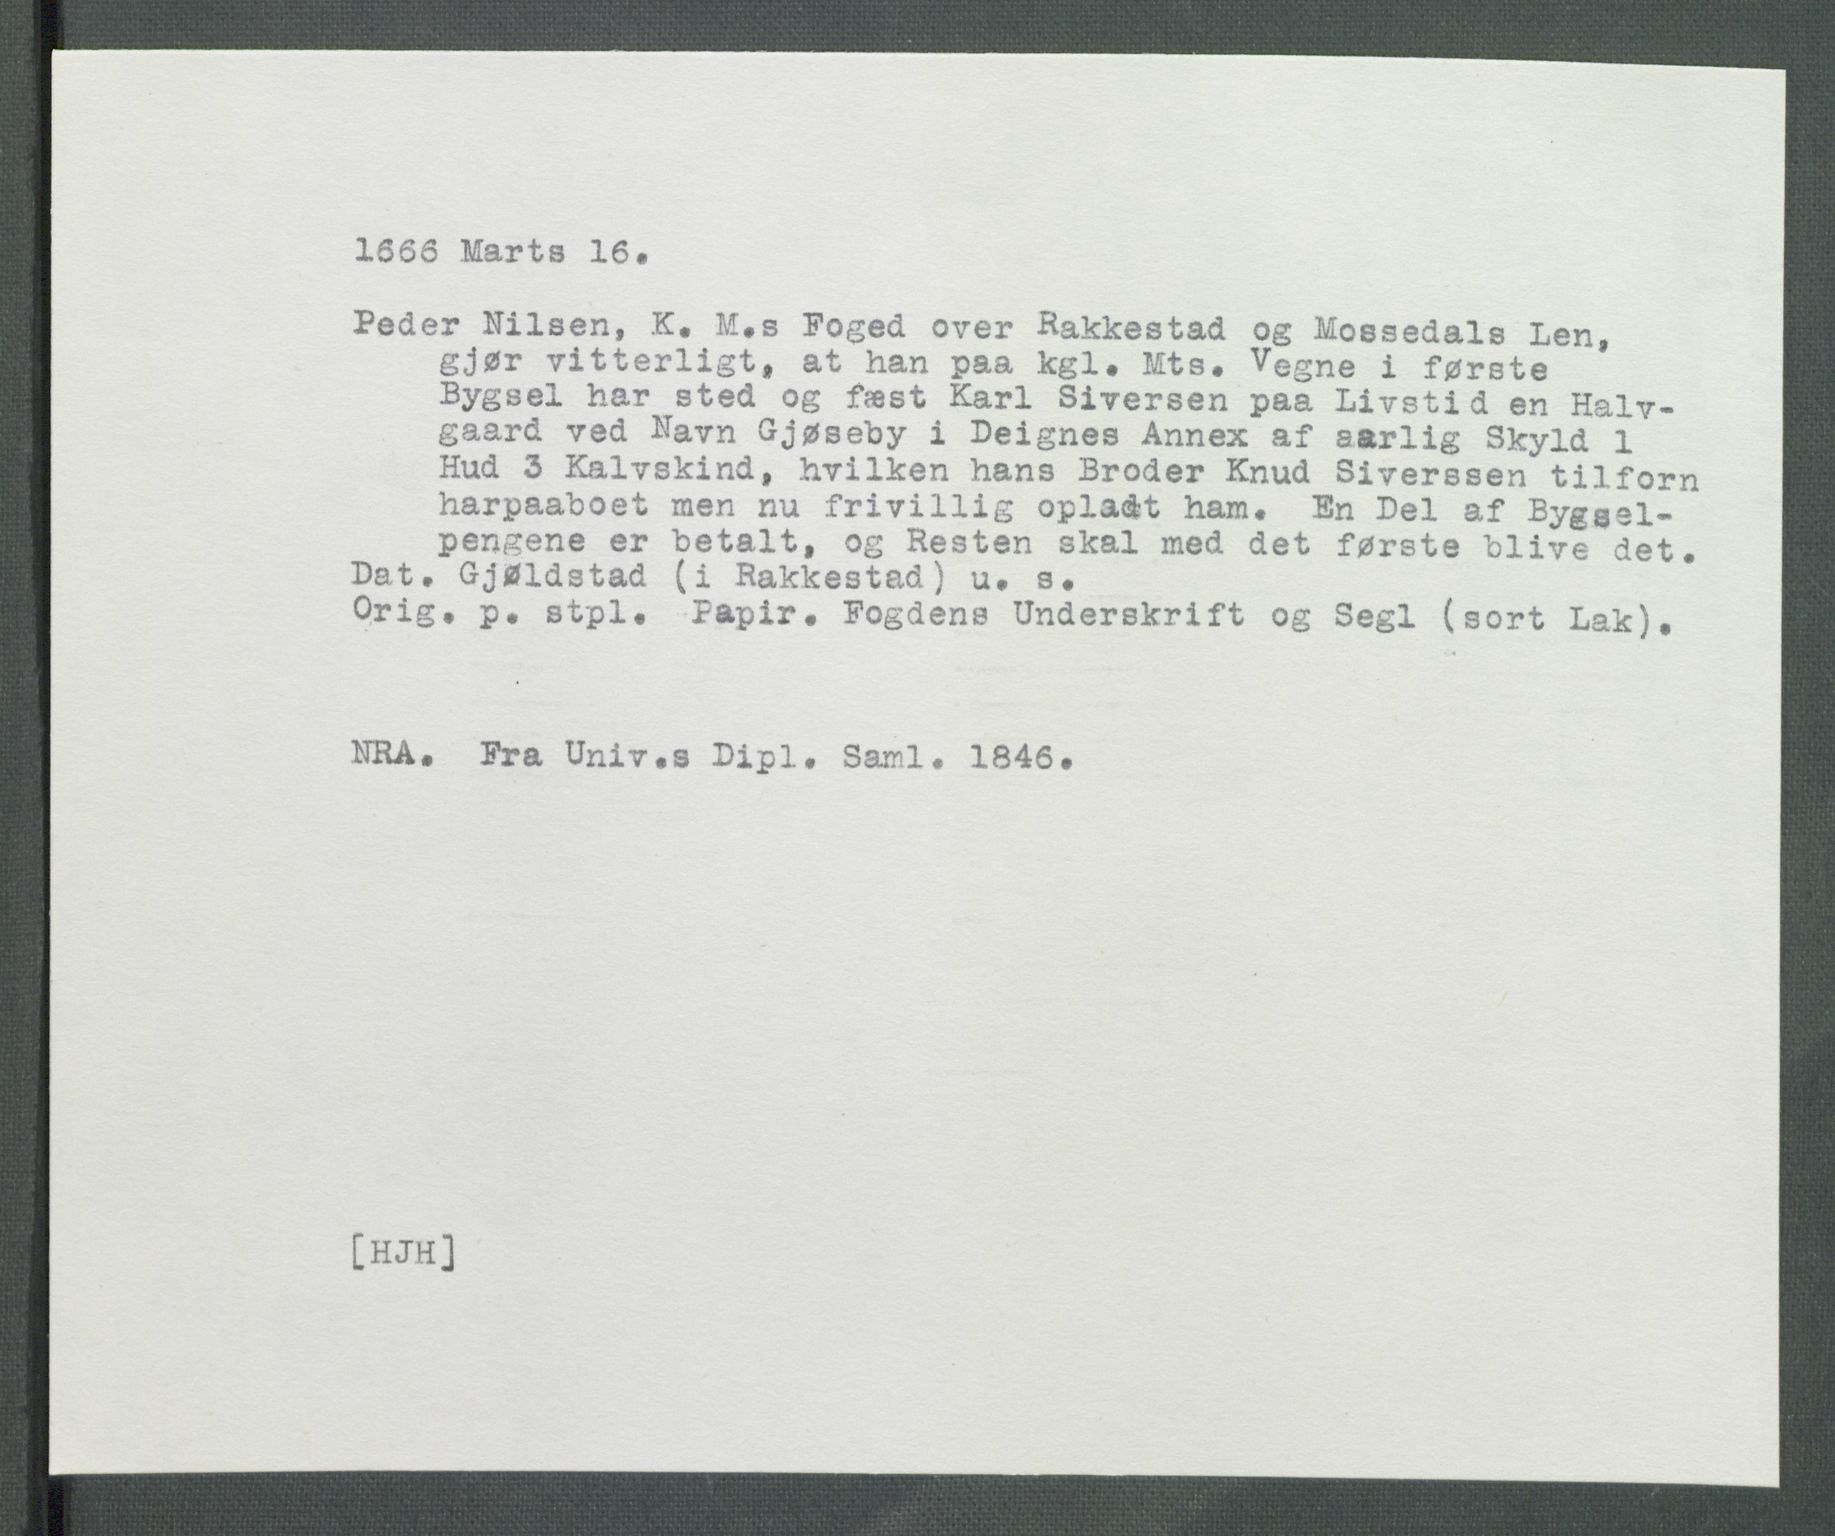 1666 Marts 16.
Peder Nilsen, K. M.s Foged over Rakkestad og Mossedals Len,
gjør vitterligt, at han paa kgl. Mts. Vegne i første
Bygsel har sted og fæst Karl Siversen paa Livstid en Halv-
gaard ved Navn Gjøseby i Deignes Annex af aarlig Skyld 1
Hud 3 Kalvskind, hvilken hans Broder Knud Siverssen tilforn
harpaaboet men nu frivillig opladt ham. En Del af Bygsel-
pengene er betalt, og Resten skal med det første blive det.
Dat. Gjøldstad (i Rakkestad) u. s.
Orig. p. stpl. Papir. Fogdens Underskrift og Segl (sort Lak).
NRA. Fra Univ.s Dipl. Saml. 1846.
[HJH]